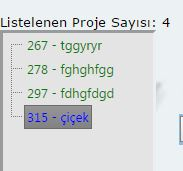 Listelenen Proje Sayısı: 4
267 - tggyryr
278 - fghghfgg
297 - fdhgfdgd
315 - çiçek